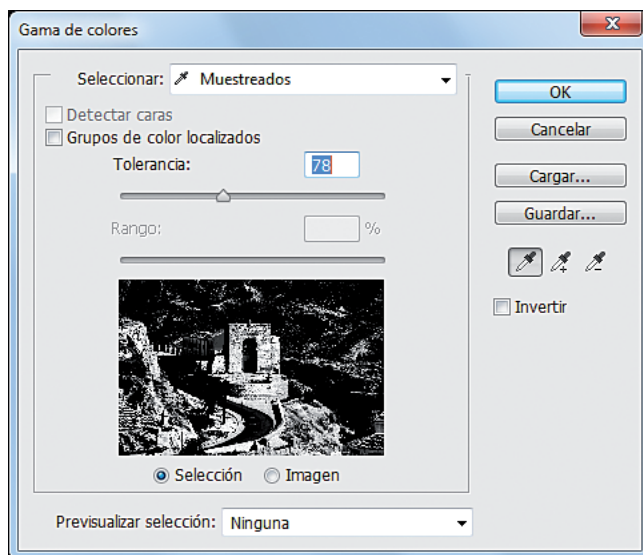 Gama de colores
Seleccionar: Muestreados
Detectar caras
Grupos de color localizados
Tolerancia: 78
Rango: %
Selección Imagen
Previsualizar selección: Ninguna
OK
Cancelar
Cargar...
Guardar...
Invertir